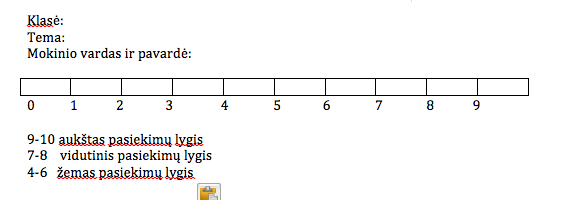 Klasė:
Tema:
Mokinio vardas ir pavardė:
0 1 2 3 4 5 6 7 8 9
9-10 aukštas pasiekimų lygis
7-8 vidutinis pasiekimų lygis
4-6 žemas pasiekimų lygis